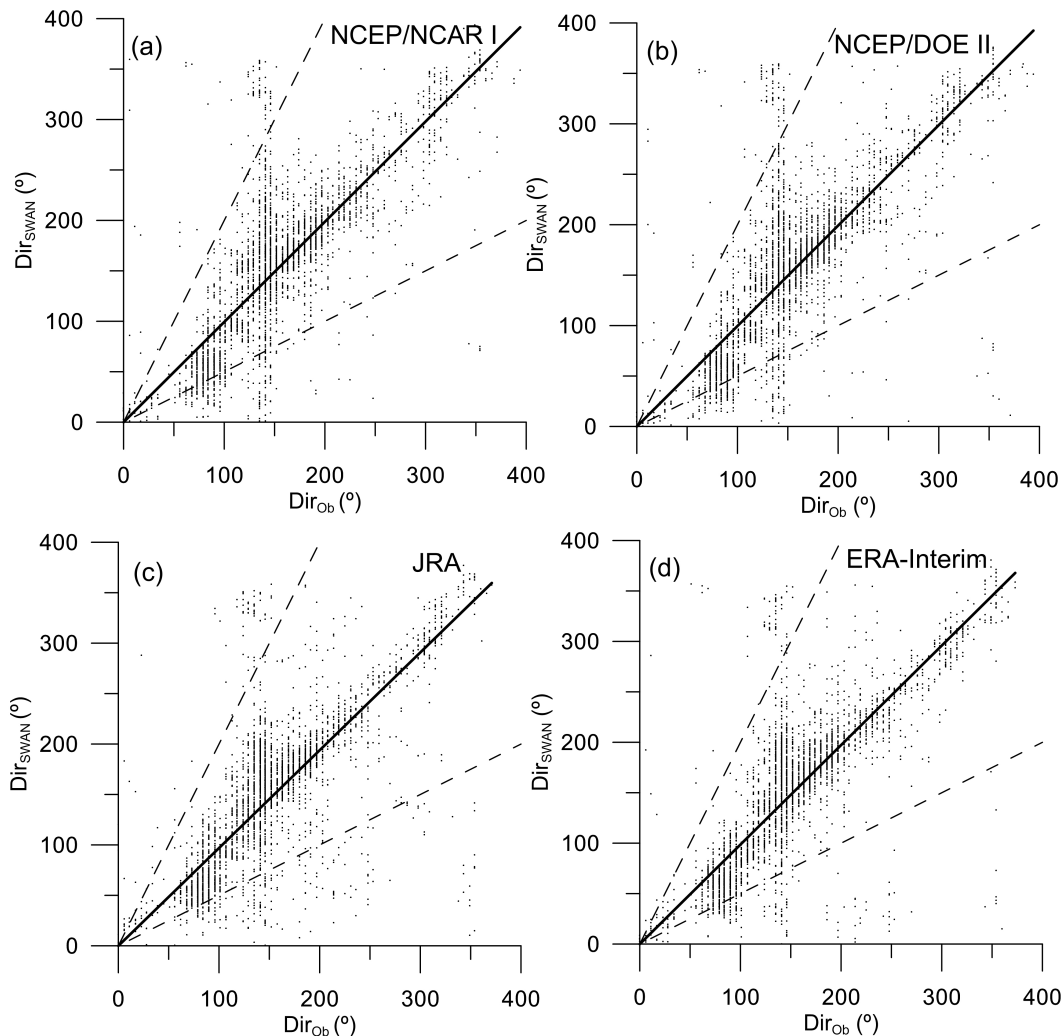 (a) NCEP/NCAR I
400
300
200
100
0
Dir_SWAN (º)
0 100 200 300 400
Dir_Ob (º)
(b) NCEP/DOE II
400
300
200
100
0
Dir_SWAN (º)
0 100 200 300 400
Dir_Ob (º)
(c) JRA
400
300
200
100
0
Dir_SWAN (º)
0 100 200 300 400
Dir_Ob (º)
(d) ERA-Interim
400
300
200
100
0
Dir_SWAN (º)
0 100 200 300 400
Dir_Ob (º)